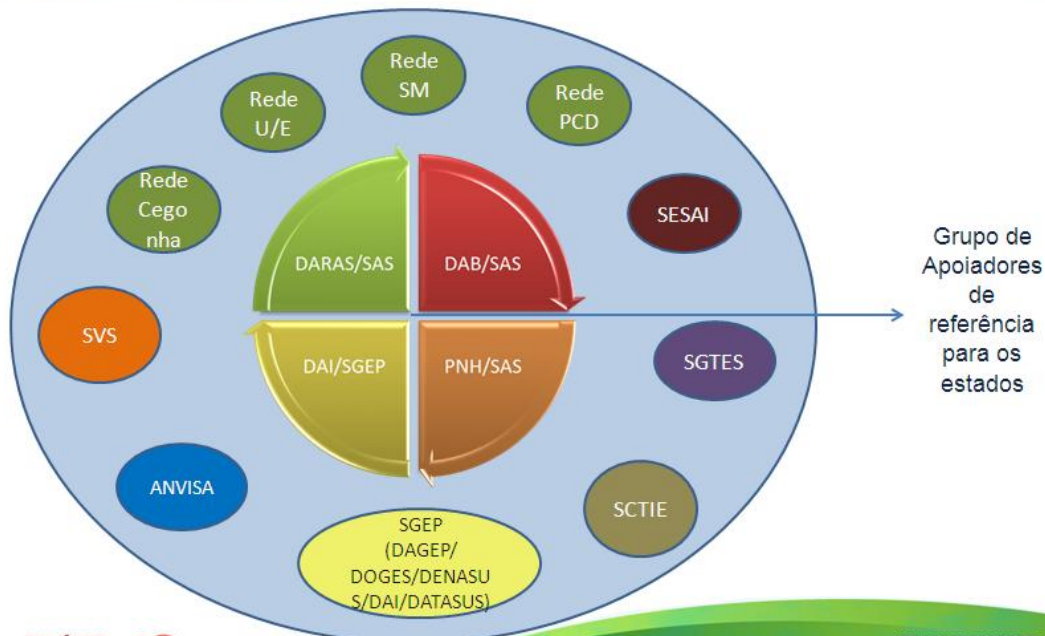 Rede
SM
Rede
U/E
Rede
PCD
Rede
Cego
nha
SESAI
DARAS/SAS
DAB/SAS
SVS
DAI/SGEP
PNH/SAS
SGTES
ANVISA
SCTIE
SGEP
(DAGEP/
DOGES/DENASU
S/DAI/DATASUS)
Grupo de
Apoiadores
de
referência
para os
estados